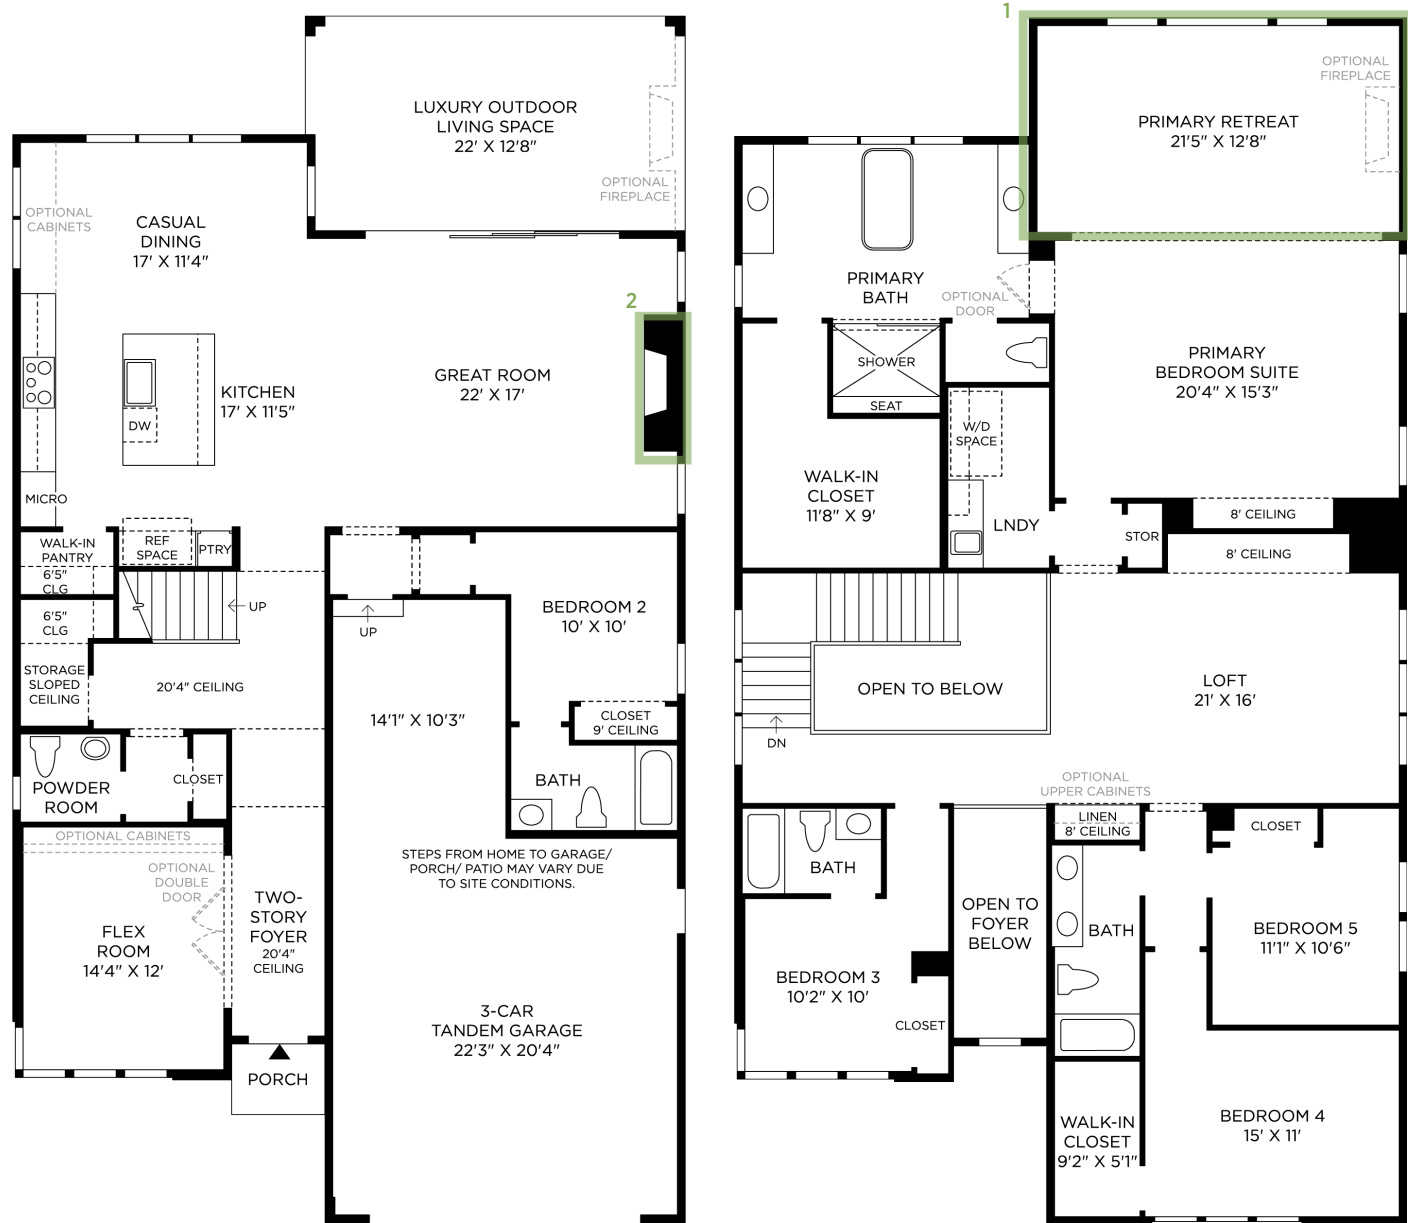 1
LUXURY OUTDOOR
LIVING SPACE
22' X 12'8"
OPTIONAL
FIREPLACE
OPTIONAL
CABINETS
CASUAL
DINING
17' X 11'4"
2
GREAT ROOM
22' X 17'
KITCHEN
17' X 11'5"
DW
MICRO
WALK-IN
PANTRY
6'5"
CLG
REF
SPACE
PTRY
UP
6'5"
CLG
STORAGE
SLOPED
CEILING
20'4" CEILING
UP
BEDROOM 2
10' X 10'
CLOSET
9' CEILING
14'1" X 10'3"
BATH
POWDER
ROOM
CLOSET
OPTIONAL CABINETS
OPTIONAL
DOUBLE
DOOR
FLEX
ROOM
14'4" X 12'
TWO-
STORY
FOYER
20'4"
CEILING
STEPS FROM HOME TO GARAGE/
PORCH/ PATIO MAY VARY DUE
TO SITE CONDITIONS.
3-CAR
TANDEM GARAGE
22'3" X 20'4"
PORCH
OPTIONAL
FIREPLACE
PRIMARY RETREAT
21'5" X 12'8"
PRIMARY
BATH
OPTIONAL
DOOR
SHOWER
SEAT
PRIMARY
BEDROOM SUITE
20'4" X 15'3"
W/D
SPACE
WALK-IN
CLOSET
11'8" X 9'
LNDY
STOR
8' CEILING
8' CEILING
OPEN TO BELOW
DN
LOFT
21' X 16'
OPTIONAL
UPPER CABINETS
LINEN
8' CEILING
CLOSET
BATH
OPEN TO
FOYER
BELOW
BATH
BEDROOM 5
11'1" X 10'6"
BEDROOM 3
10'2" X 10'
CLOSET
WALK-IN
CLOSET
9'2" X 5'1"
BEDROOM 4
15' X 11'